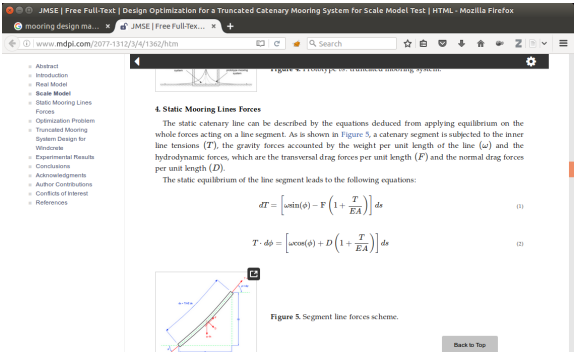 JMSE | Free Full-Text | Design Optimization for a Truncated Catenary Mooring System for Scale Model Test | HTML - Mozilla Firefox
mooring design ma... × JMSE | Free Full-Tex... × +
www.mdpi.com/2077-1312/3/4/1362/htm Search
Abstract
Introduction
Real Model
Scale Model
Static Mooring Lines
Forces
Optimization Problem
Truncated Mooring
System Design for
Windcrete
Experimental Results
Conclusions
Acknowledgments
Author Contributions
Conflicts of Interest
References
4. Static Mooring Lines Forces
The static catenary line can be described by the equations deduced from applying equilibrium on the
whole forces acting on a line segment. As is shown in Figure 5, a catenary segment is subjected to the inner
line tensions (T), the gravity forces accounted by the weight per unit length of the line (ω) and the
hydrodynamic forces, which are the transversal drag forces per unit length (F) and the normal drag forces
per unit length (D).
The static equilibrium of the line segment leads to the following equations:
dT = [ωsin(ϕ) − F (1 + T/EA)] ds (1)
T · dϕ = [ωcos(ϕ) + D (1 + T/EA)] ds (2)
Figure 5. Segment line forces scheme.
Back to Top